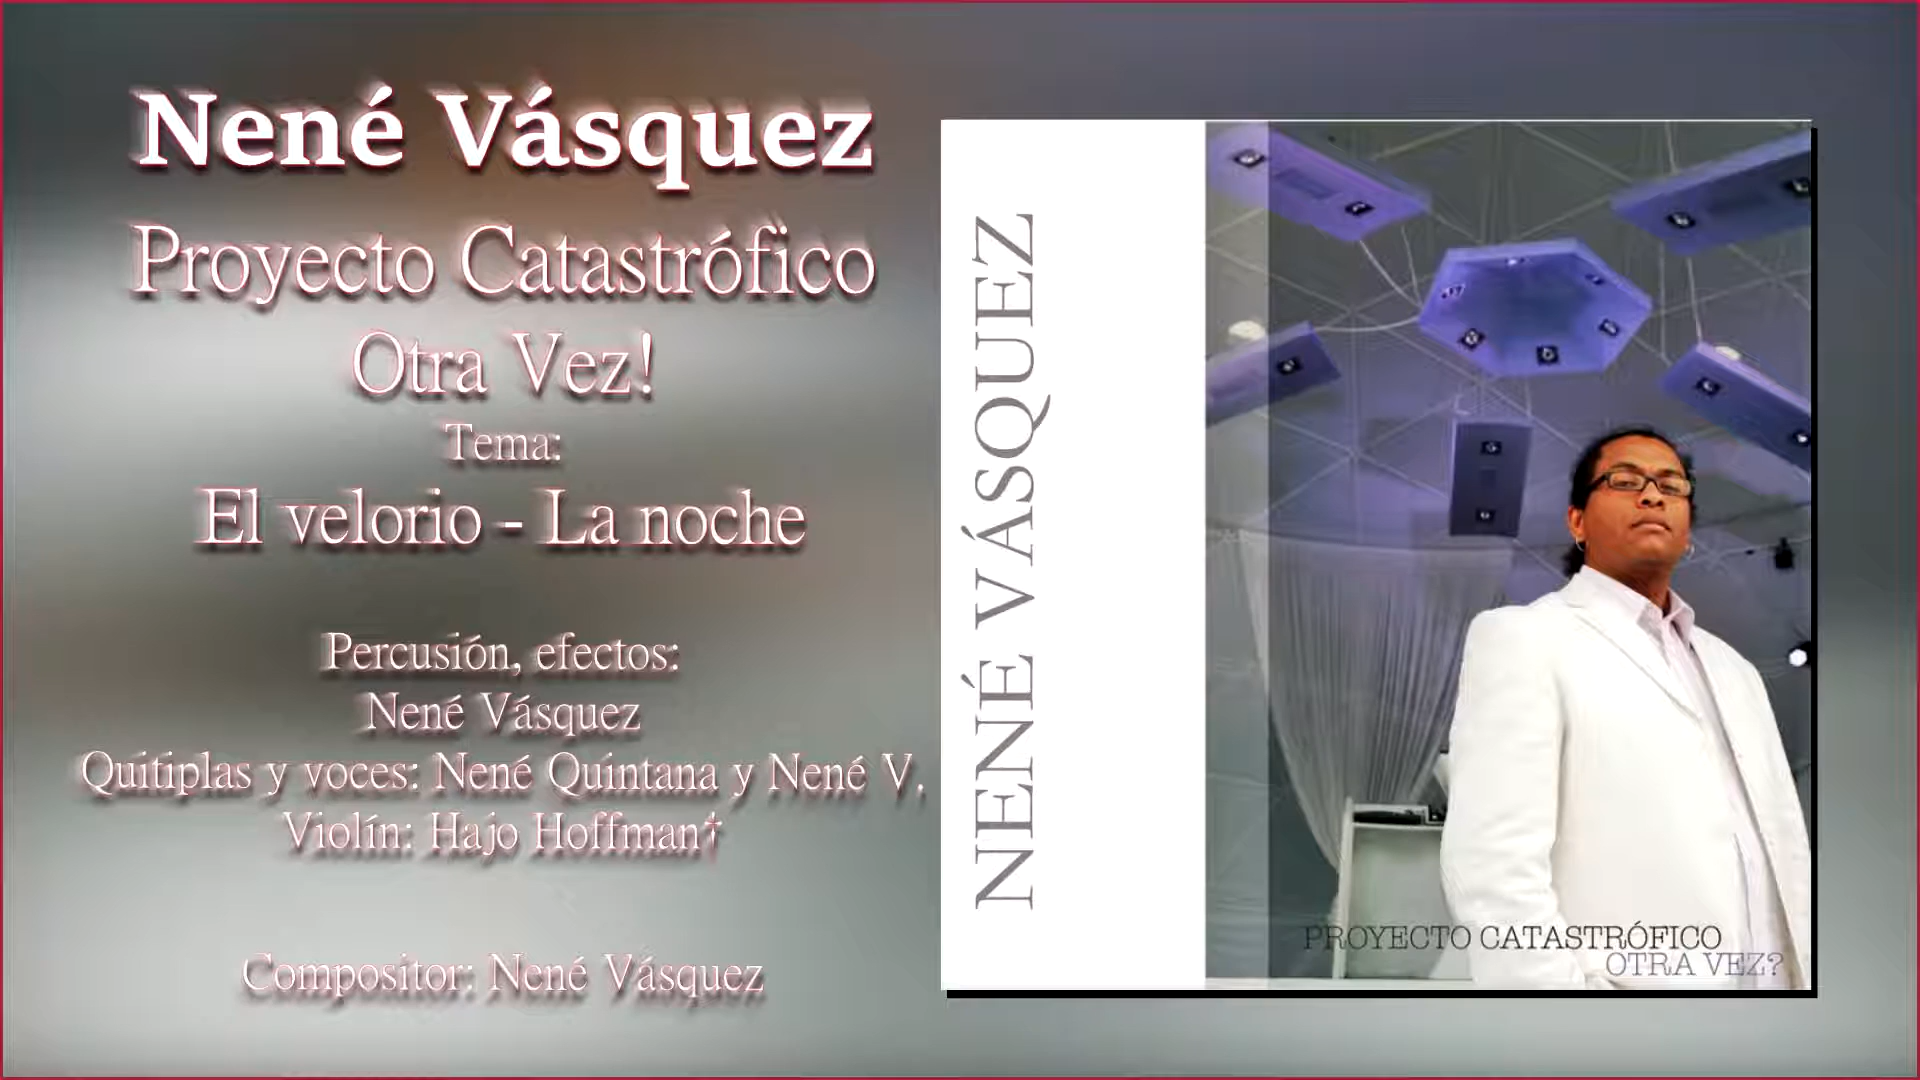 Nené Vásquez
Proyecto Catastrófico
Otra Vez!
Tema:
El velorio - La noche
Percusión, efectos:
Nené Vásquez
Quitiplas y voces: Nené Quintana y Nené V.
Violín: Hajo Hoffman†
Compositor: Nené Vásquez
NENÉ VÁSQUEZ
PROYECTO CATASTRÓFICO
OTRA VEZ?